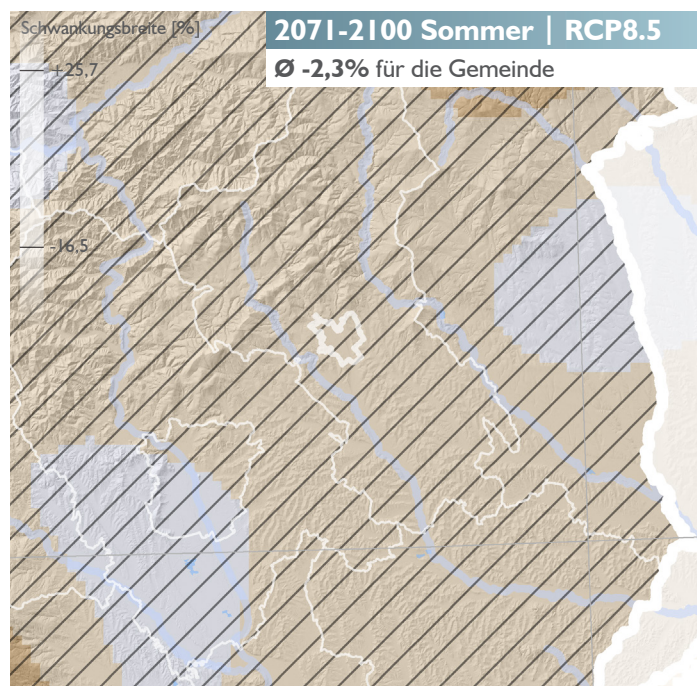 Schwankungsbreite [%]
2071-2100 Sommer | RCP8.5
+25,7
Ø -2,3% für die Gemeinde
-16,5